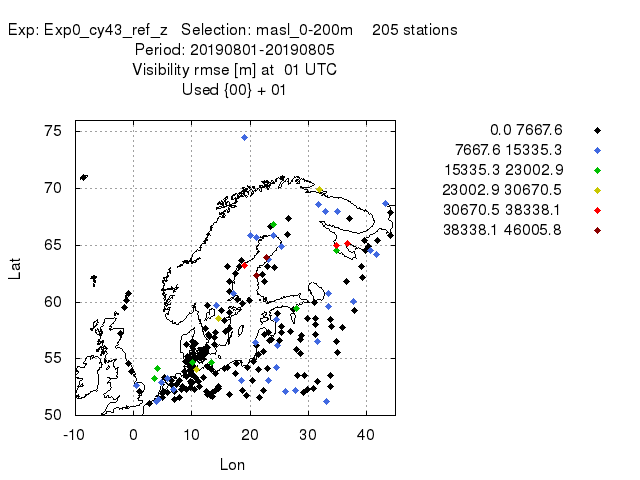 Exp: Exp0_cy43_ref_z Selection: masl_0-200m 205 stations
Period: 20190801-20190805
Visibility rmse [m] at 01 UTC
Used {00} + 01
0.0 7667.6
7667.6 15335.3
15335.3 23002.9
23002.9 30670.5
30670.5 38338.1
38338.1 46005.8
75
70
65
60
55
50
Lat
-10 0 10 20 30 40
Lon